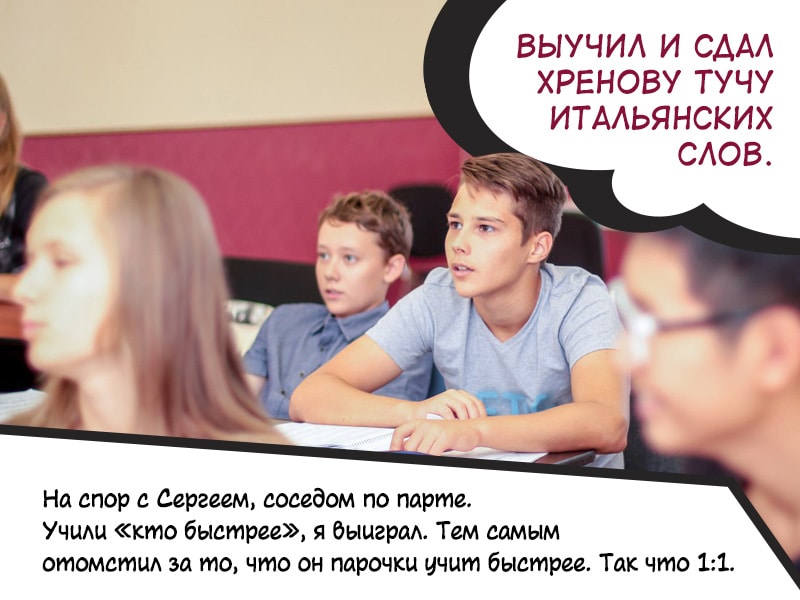 ВЫУЧИЛ И СДАЛ
ХРЕНОВУ ТУЧУ
ИТАЛЬЯНСКИХ
СЛОВ.
На спор с Сергеем, соседом по парте.
Учили «кто быстрее», я выиграл. Тем самым
отомстил за то, что он парочки учит быстрее. Так что 1:1.